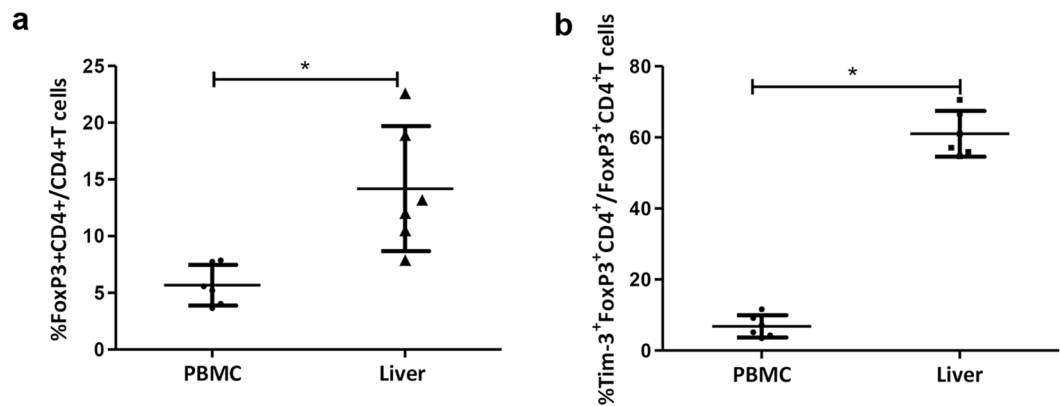 a
%FoxP3+CD4+/CD4+T cells
25
20
15
10
5
0
*
PBMC
Liver
b
%Tim-3⁺FoxP3⁺CD4⁺/FoxP3⁺CD4⁺T cells
80
60
40
20
0
*
PBMC
Liver